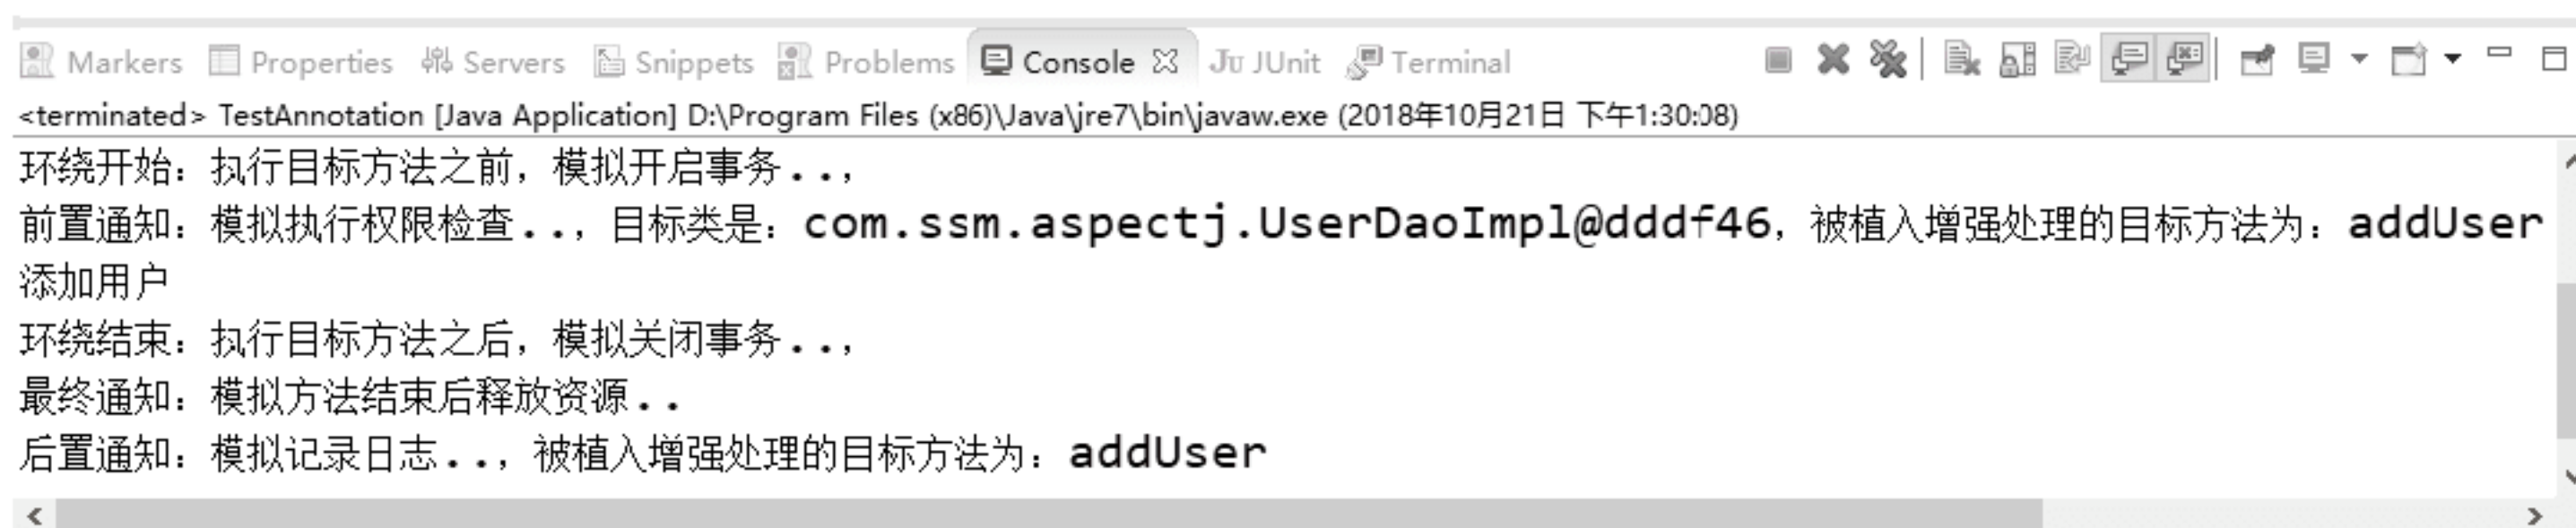 Markers Properties Servers Snippets Problems Console JUnit Terminal
<terminated> TestAnnotation [Java Application] D:\Program Files (x86)\Java\jre7\bin\javaw.exe (2018年10月21日 下午1:30:08)
环绕开始：执行目标方法之前，模拟开启事务..，
前置通知：模拟执行权限检查..，目标类是：com.ssm.aspectj.UserDaoImpl@dddf46，被植入增强处理的目标方法为：addUser
添加用户
环绕结束：执行目标方法之后，模拟关闭事务..，
最终通知：模拟方法结束后释放资源..
后置通知：模拟记录日志..，被植入增强处理的目标方法为：addUser